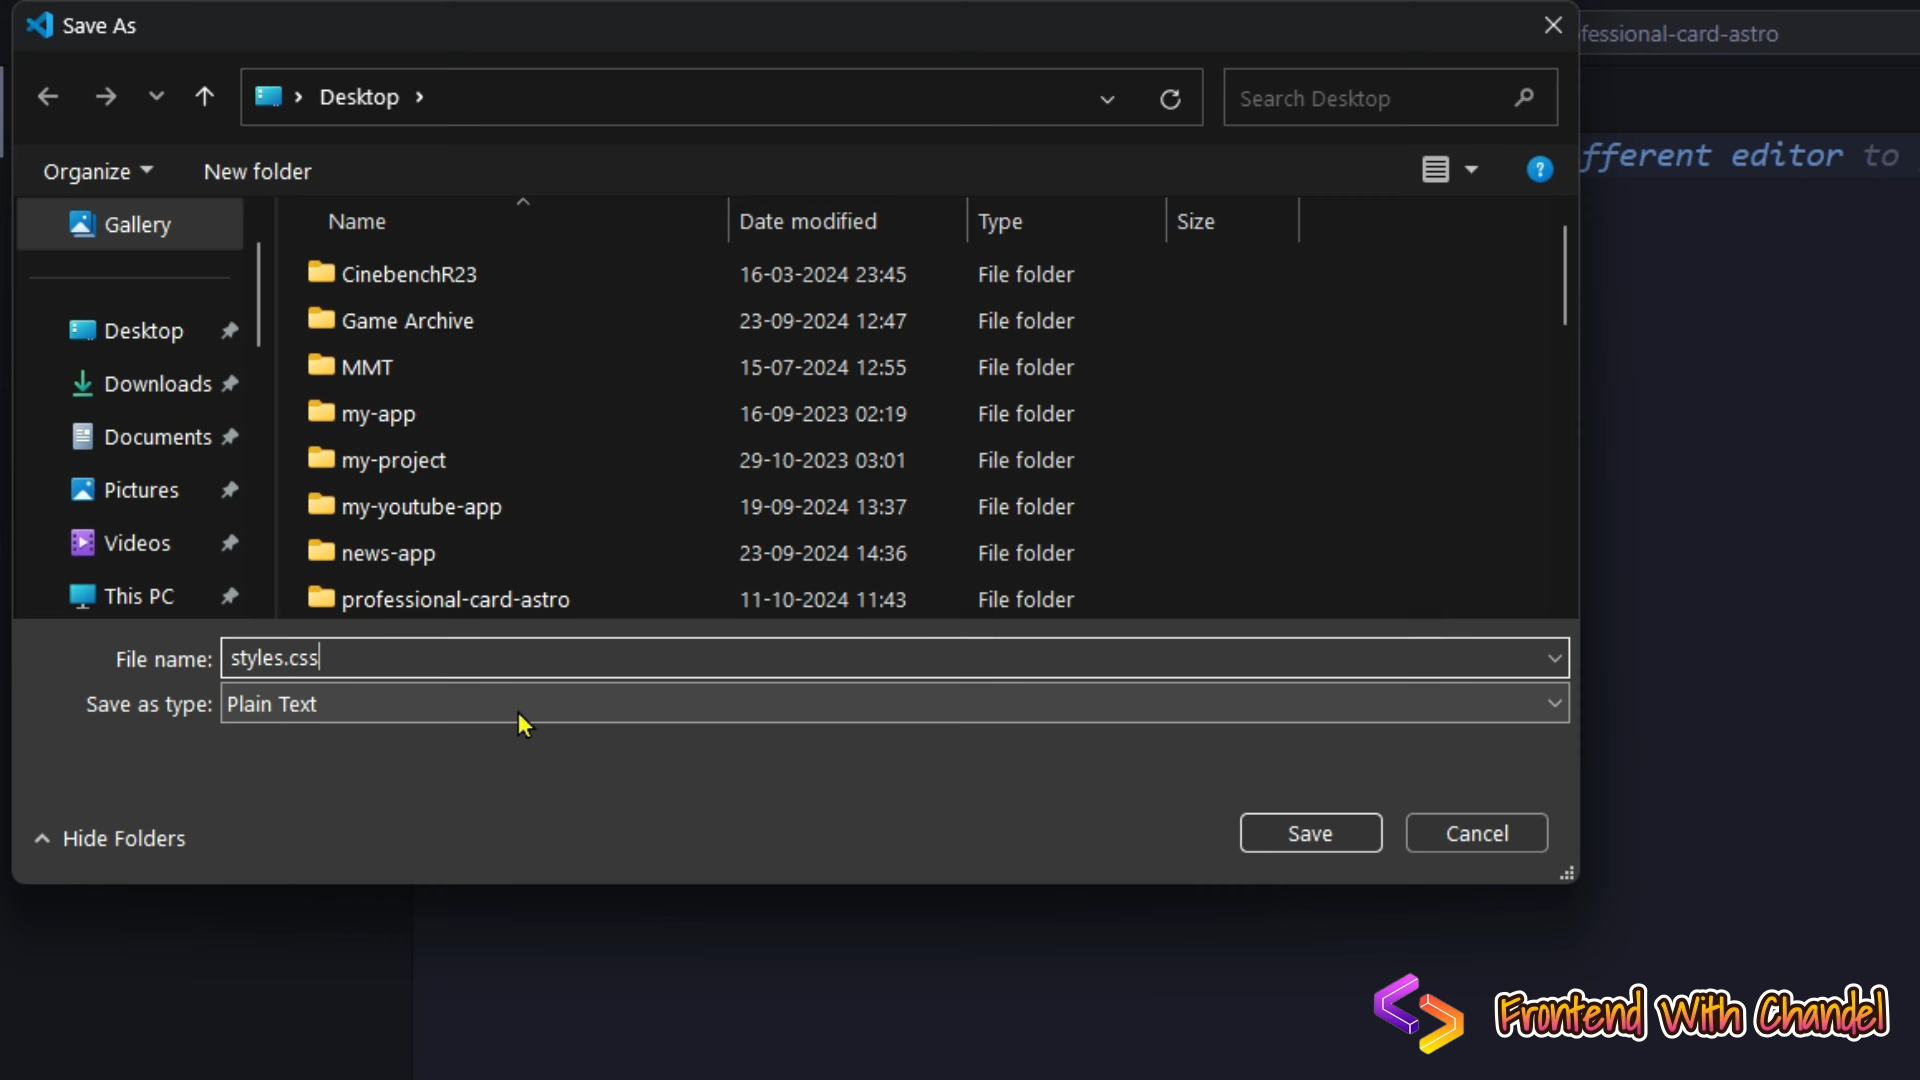 Save As
fessional-card-astro
Desktop
Search Desktop
fferent editor to
Organize
New folder
?
Gallery
Name
Date modified
Type
Size
CinebenchR23
16-03-2024 23:45
File folder
Game Archive
23-09-2024 12:47
File folder
Desktop
MMT
15-07-2024 12:55
File folder
Downloads
my-app
16-09-2023 02:19
File folder
Documents
my-project
29-10-2023 03:01
File folder
Pictures
my-youtube-app
19-09-2024 13:37
File folder
Videos
news-app
23-09-2024 14:36
File folder
This PC
professional-card-astro
11-10-2024 11:43
File folder
File name: styles.css
Save as type: Plain Text
Hide Folders
Save
Cancel
Frontend With Chandel